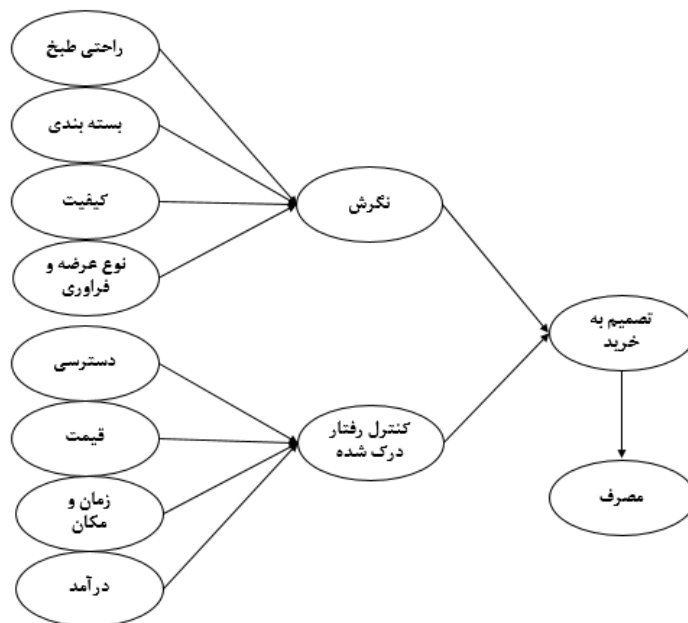 راحتی طبخ
بسته بندی
کیفیت
نوع عرضه و
فراوری
نگرش
دسترسی
قیمت
زمان و
مکان
درآمد
کنترل رفتار
درک شده
تصمیم به
خرید
مصرف